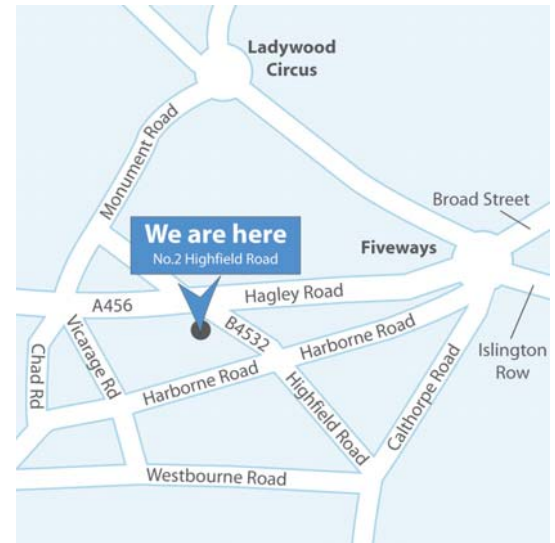 Ladywood
Circus
Monument Road
Broad Street
We are here
No.2 Highfield Road
Fiveways
A456
Hagley Road
B4532
Harborne Road
Islington
Row
Chad Rd
Vicarage Rd
Harborne Road
Highfield Road
Calthorpe Road
Westbourne Road